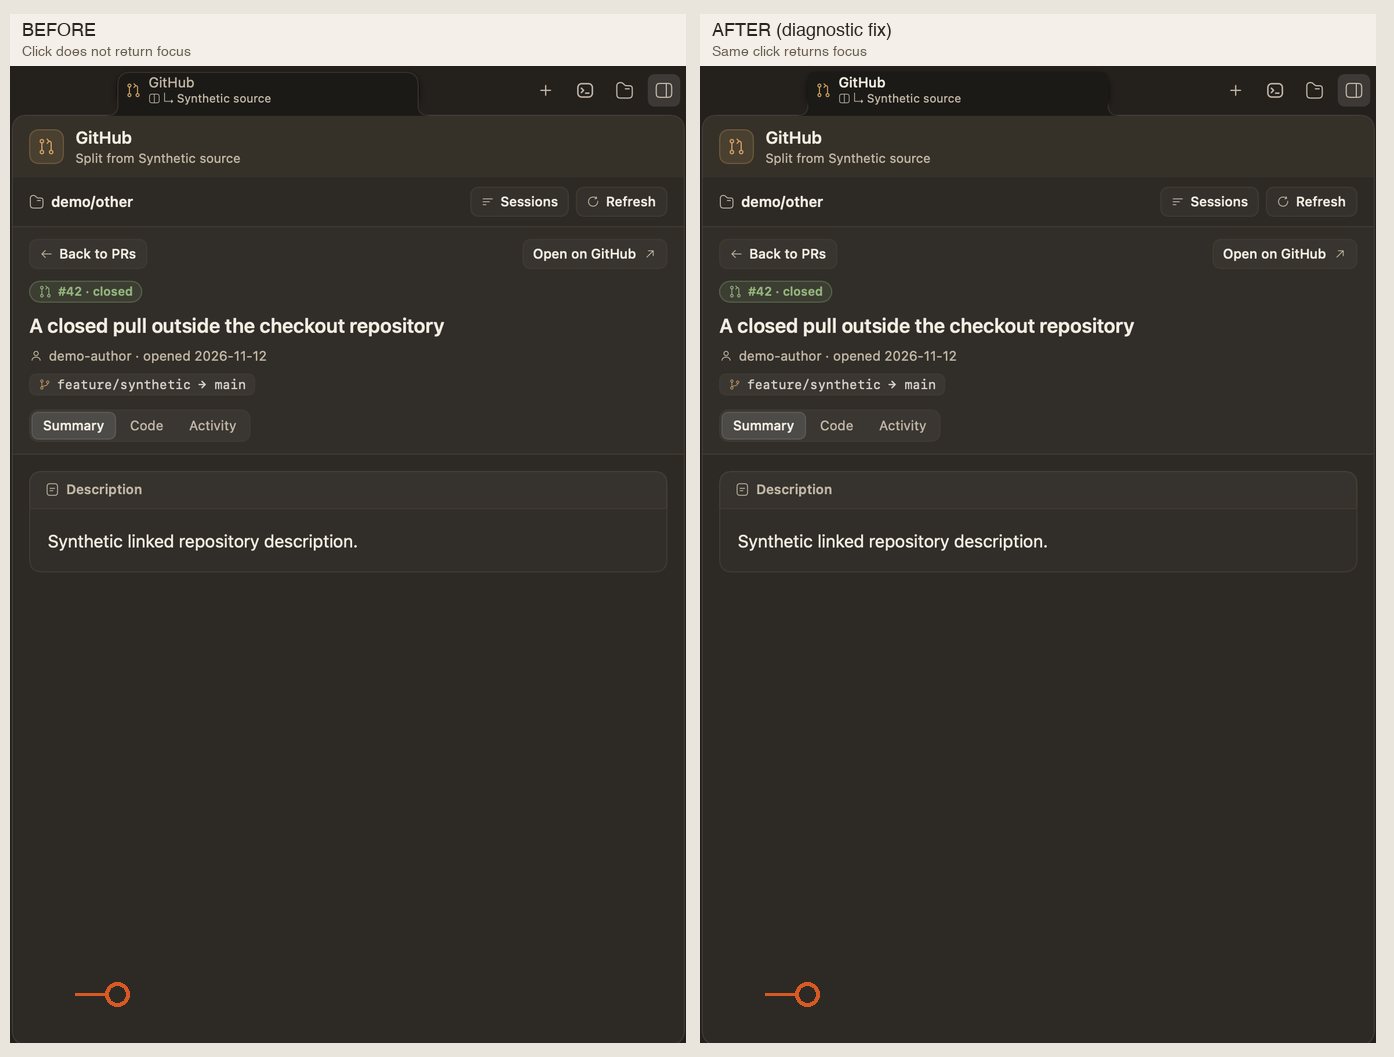 BEFORE
Click does not return focus
GitHub
Synthetic source
GitHub
Split from Synthetic source
demo/other
Sessions
Refresh
Back to PRs
Open on GitHub
#42 · closed
A closed pull outside the checkout repository
demo-author · opened 2026-11-12
feature/synthetic → main
Summary
Code
Activity
Description
Synthetic linked repository description.
AFTER (diagnostic fix)
Same click returns focus
GitHub
Synthetic source
GitHub
Split from Synthetic source
demo/other
Sessions
Refresh
Back to PRs
Open on GitHub
#42 · closed
A closed pull outside the checkout repository
demo-author · opened 2026-11-12
feature/synthetic → main
Summary
Code
Activity
Description
Synthetic linked repository description.